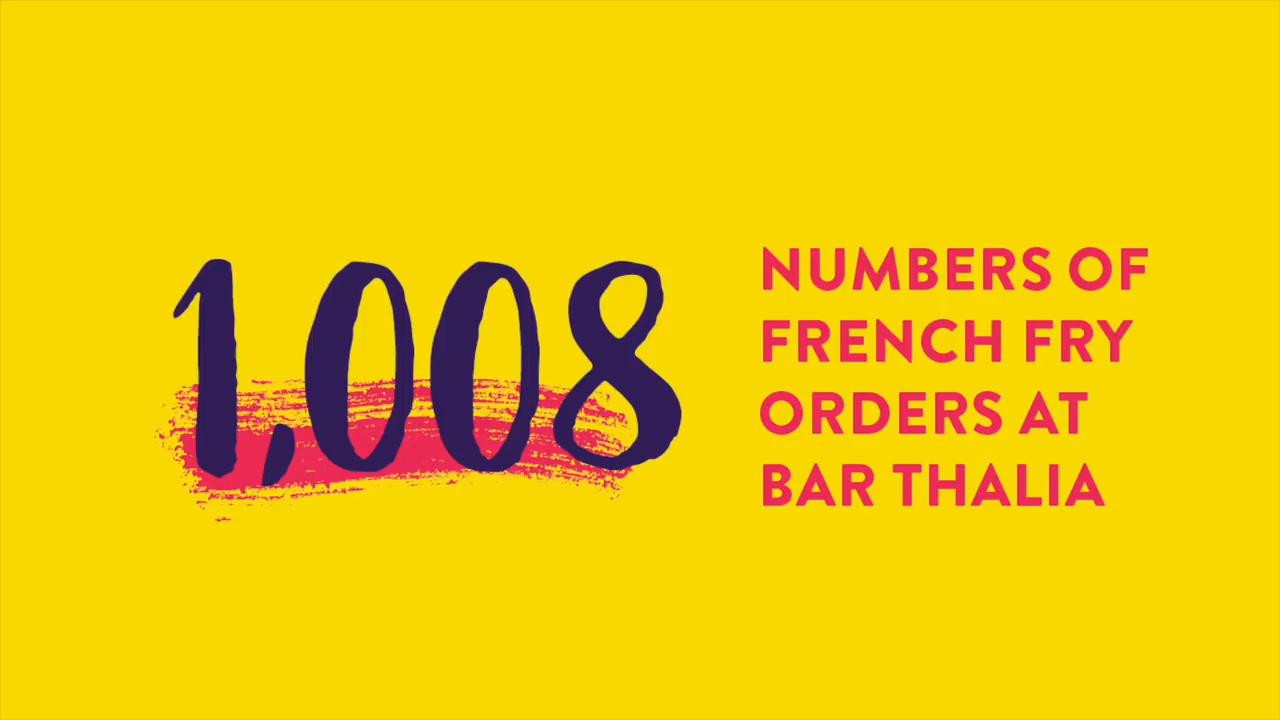 1,008
NUMBERS OF
FRENCH FRY
ORDERS AT
BAR THALIA